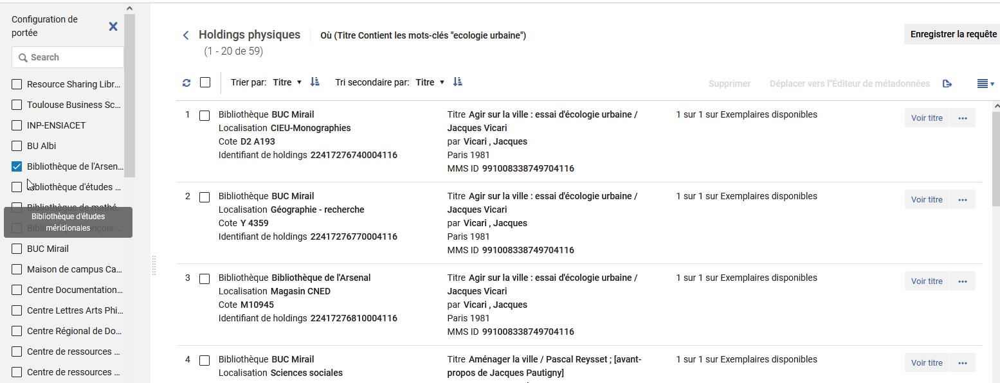 Configuration de
portée
Search
Resource Sharing Libr...
Toulouse Business Sc...
INP-ENSIACET
BU Albi
Bibliothèque de l'Arsen...
Bibliothèque d'études ...
Bibliothèque de mathé...
Bibliothèque d'études
méridionales
BUC Mirail
Maison de campus Ca...
Centre Documentation...
Centre Lettres Arts Phi...
Centre Régional de Do...
Centre de ressources ...
Centre de ressources ...
Holdings physiques
Où (Titre Contient les mots-clés "ecologie urbaine")
(1 - 20 de 59)
Enregistrer la requête
Trier par: Titre
Tri secondaire par: Titre
Supprimer
Déplacer vers l''Éditeur de métadonnées
1
Bibliothèque BUC Mirail
Localisation CIEU-Monographies
Cote D2 A193
Identifiant de holdings 22417276740004116
Titre Agir sur la ville : essai d'écologie urbaine /
Jacques Vicari
par Vicari , Jacques
Paris 1981
MMS ID 991008338749704116
1 sur 1 sur Exemplaires disponibles
Voir titre
2
Bibliothèque BUC Mirail
Localisation Géographie - recherche
Cote Y 4359
Identifiant de holdings 22417276770004116
Titre Agir sur la ville : essai d'écologie urbaine /
Jacques Vicari
par Vicari , Jacques
Paris 1981
MMS ID 991008338749704116
1 sur 1 sur Exemplaires disponibles
Voir titre
3
Bibliothèque Bibliothèque de l'Arsenal
Localisation Magasin CNED
Cote M10945
Identifiant de holdings 22417276810004116
Titre Agir sur la ville : essai d'écologie urbaine /
Jacques Vicari
par Vicari , Jacques
Paris 1981
MMS ID 991008338749704116
1 sur 1 sur Exemplaires disponibles
Voir titre
4
Bibliothèque BUC Mirail
Localisation Sciences sociales
Titre Aménager la ville / Pascal Reysset ; [avant-
propos de Jacques Pautigny]
1 sur 1 sur Exemplaires disponibles
Voir titre